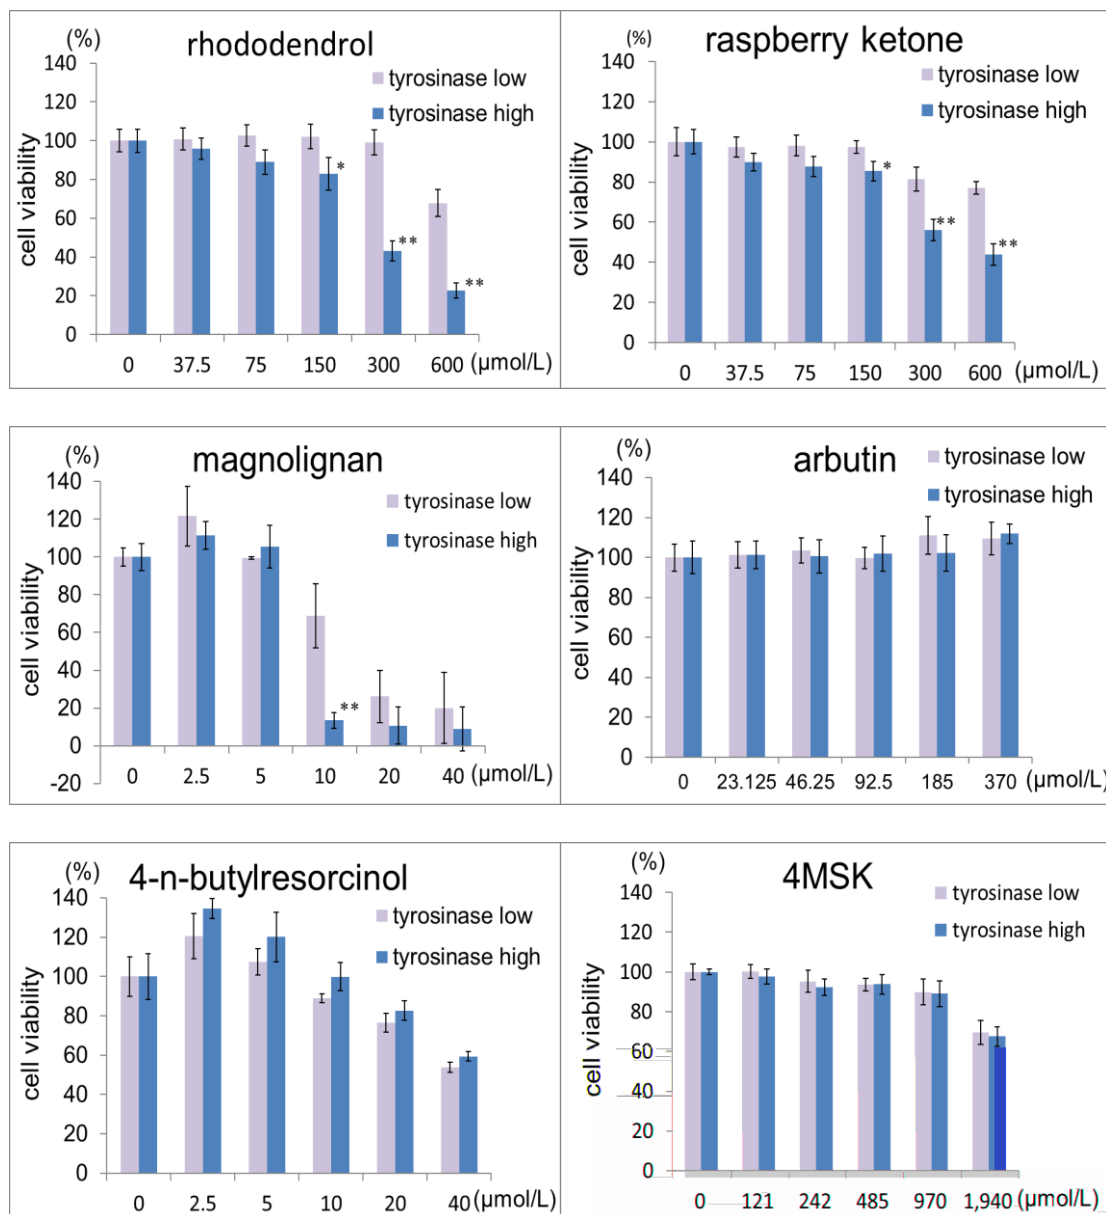 (%)
rhododendrol
140
120
100
80
60
40
20
0
cell viability
tyrosinase low
tyrosinase high
*
**
**
0 37.5 75 150 300 600 (μmol/L)
(%)
raspberry ketone
140
120
100
80
60
40
20
0
cell viability
tyrosinase low
tyrosinase high
*
**
**
0 37.5 75 150 300 600 (μmol/L)
(%)
magnolignan
140
120
100
80
60
40
20
0
-20
cell viability
tyrosinase low
tyrosinase high
**
0 2.5 5 10 20 40 (μmol/L)
(%)
arbutin
140
120
100
80
60
40
20
0
cell viability
tyrosinase low
tyrosinase high
0 23.125 46.25 92.5 185 370 (μmol/L)
(%)
4-n-butylresorcinol
140
120
100
80
60
40
20
0
cell viability
tyrosinase low
tyrosinase high
0 2.5 5 10 20 40 (μmol/L)
(%)
4MSK
140
120
100
80
60
40
20
0
cell viability
tyrosinase low
tyrosinase high
0 121 242 485 970 1,940 (μmol/L)